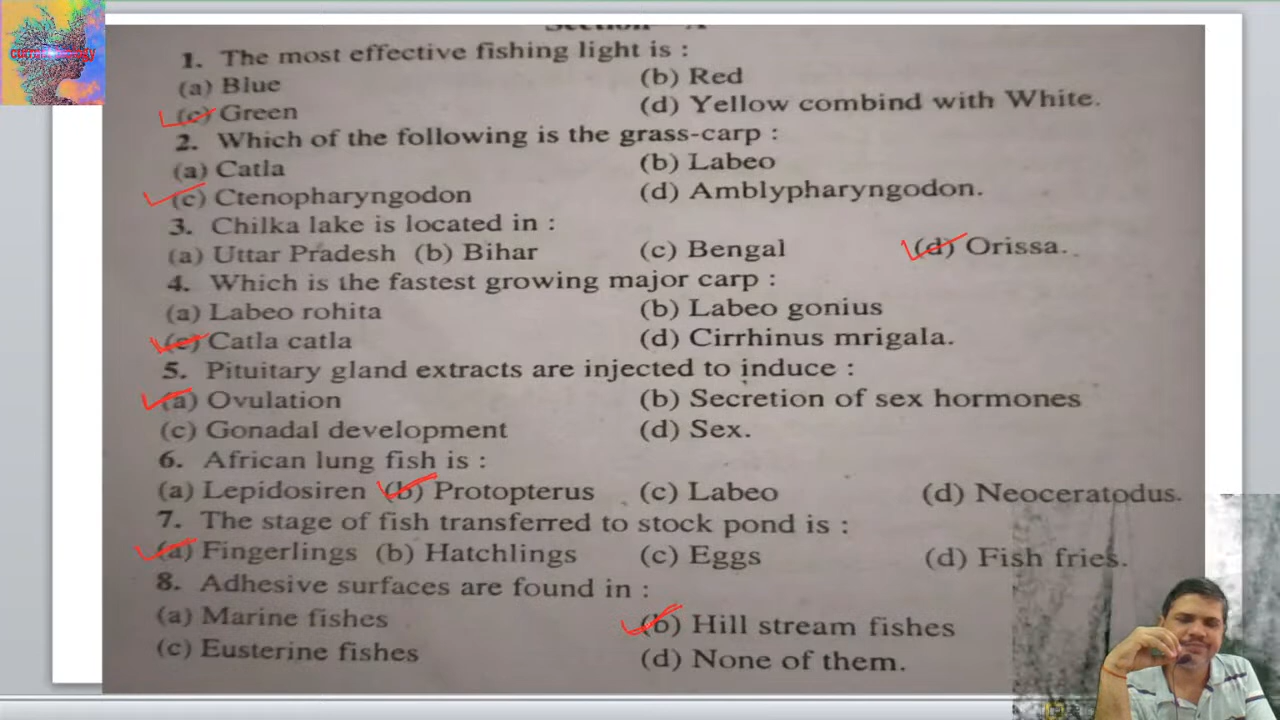 1. The most effective fishing light is :
(a) Blue (b) Red
(c) Green (d) Yellow combind with White.
2. Which of the following is the grass-carp :
(a) Catla (b) Labeo
(c) Ctenopharyngodon (d) Amblypharyngodon.
3. Chilka lake is located in :
(a) Uttar Pradesh (b) Bihar (c) Bengal (d) Orissa.
4. Which is the fastest growing major carp :
(a) Labeo rohita (b) Labeo gonius
(c) Catla catla (d) Cirrhinus mrigala.
5. Pituitary gland extracts are injected to induce :
(a) Ovulation (b) Secretion of sex hormones
(c) Gonadal development (d) Sex.
6. African lung fish is :
(a) Lepidosiren (b) Protopterus (c) Labeo (d) Neoceratodus.
7. The stage of fish transferred to stock pond is :
(a) Fingerlings (b) Hatchlings (c) Eggs (d) Fish fries.
8. Adhesive surfaces are found in :
(a) Marine fishes (b) Hill stream fishes
(c) Eusterine fishes (d) None of them.